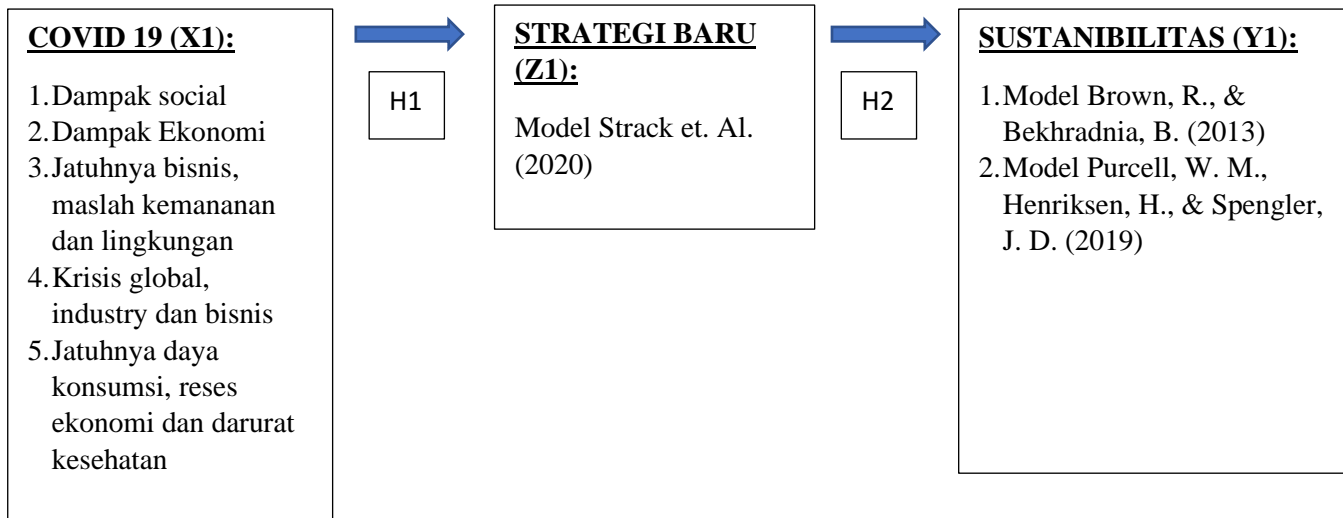 COVID 19 (X1):
1.Dampak social
2.Dampak Ekonomi
3.Jatuhnya bisnis,
maslah kemananan
dan lingkungan
4.Krisis global,
industry dan bisnis
5.Jatuhnya daya
konsumsi, reses
ekonomi dan darurat
kesehatan
H1
STRATEGI BARU
(Z1):
Model Strack et. Al.
(2020)
H2
SUSTANIBILITAS (Y1):
1.Model Brown, R., &
Bekhradnia, B. (2013)
2.Model Purcell, W. M.,
Henriksen, H., & Spengler,
J. D. (2019)